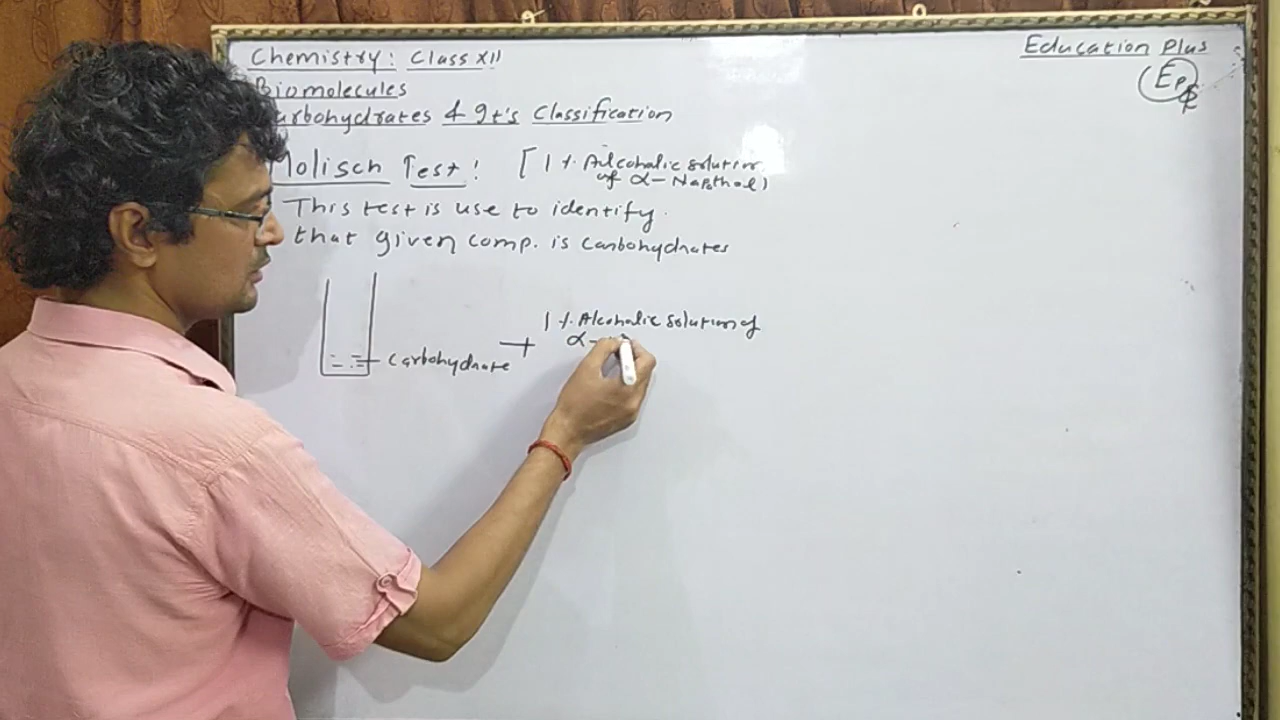 Chemistry: Class XII
Education Plus
EP
Biomolecules
arbohydrates & It's Classification
Molisch Test: [1 % Alcoholic solution
of α- Napthol)
This test is use to identify.
that given comp. is carbohydrates
1 % Alcoholic solution of
α-
carbohydrate +